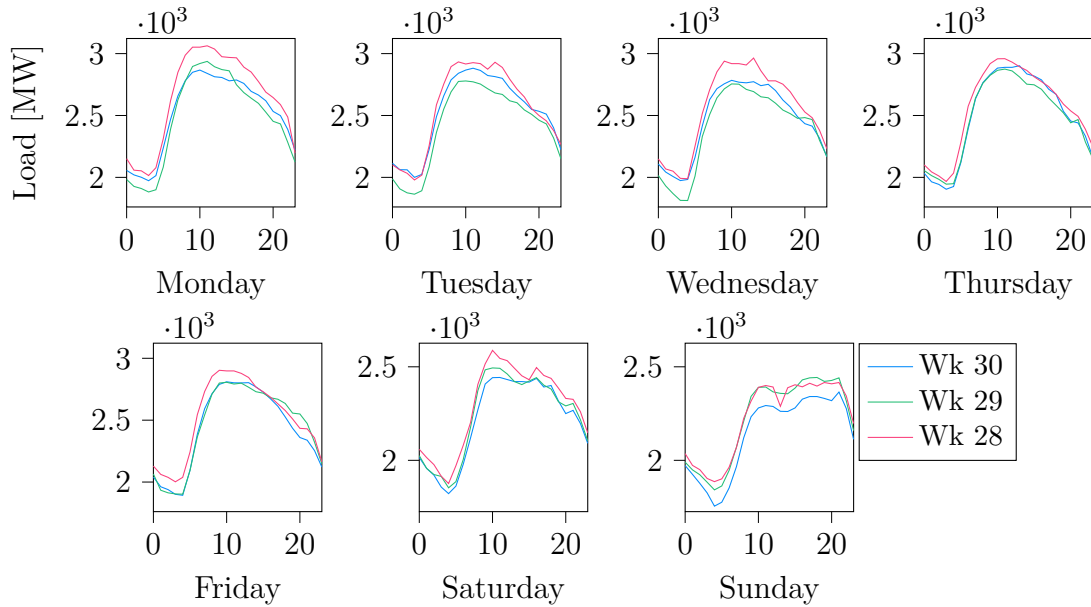 Load [MW]
·10³ ·10³ ·10³ ·10³
3 3 3 3
2.5 2.5 2.5 2.5
2 2 2 2
0 10 20 0 10 20 0 10 20 0 10 20
Monday Tuesday Wednesday Thursday
·10³ ·10³ ·10³
3 2.5 2.5
2.5 2 2
2
0 10 20 0 10 20 0 10 20
Friday Saturday Sunday
Wk 30
Wk 29
Wk 28